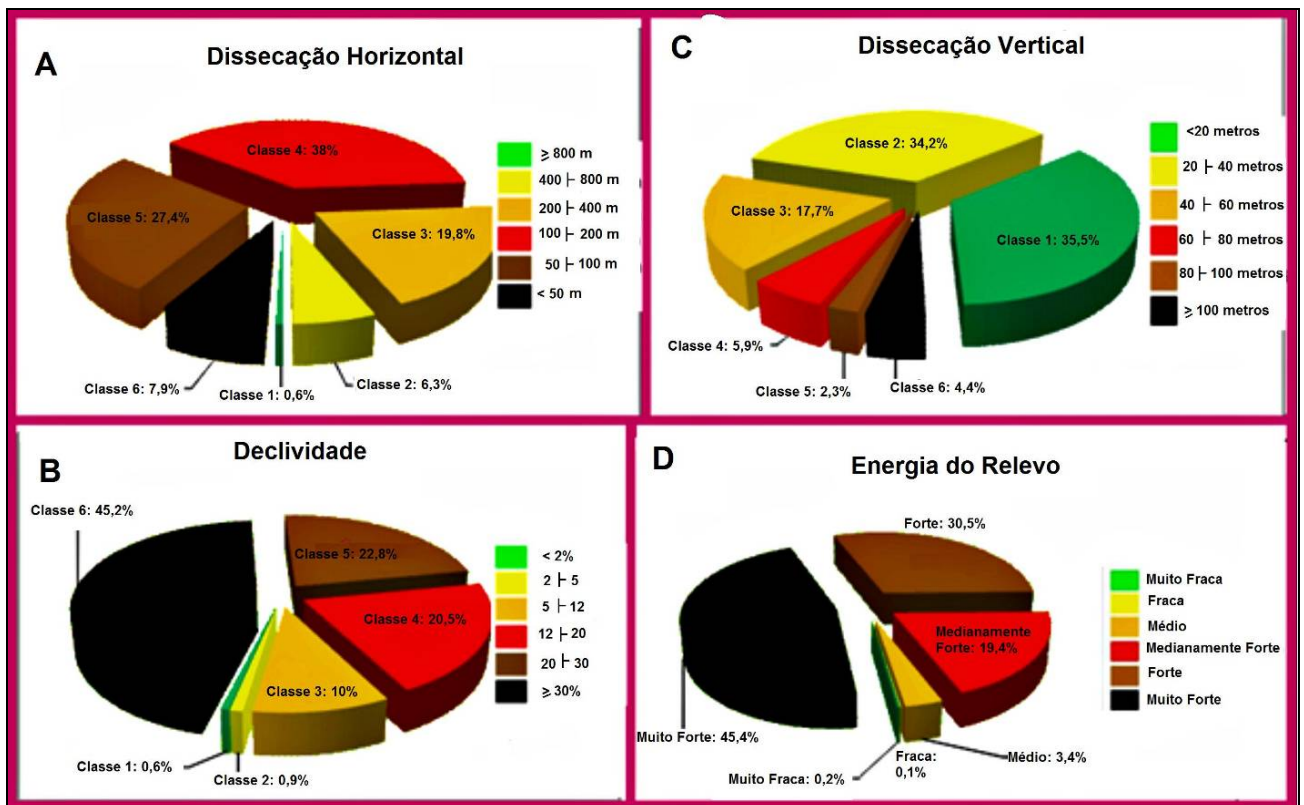 A
Dissecação Horizontal
Classe 4: 38%
Classe 5: 27,4%
Classe 3: 19,8%
Classe 6: 7,9%
Classe 1: 0,6%
Classe 2: 6,3%
⩾ 800 m
400 ⊢ 800 m
200 ⊢ 400 m
100 ⊢ 200 m
50 ⊢ 100 m
< 50 m
C
Dissecação Vertical
Classe 2: 34,2%
Classe 3: 17,7%
Classe 1: 35,5%
Classe 4: 5,9%
Classe 5: 2,3%
Classe 6: 4,4%
<20 metros
20 ⊢ 40 metros
40 ⊢ 60 metros
60 ⊢ 80 metros
80 ⊢ 100 metros
⩾ 100 metros
B
Declividade
Classe 6: 45,2%
Classe 5: 22,8%
Classe 4: 20,5%
Classe 3: 10%
Classe 1: 0,6%
Classe 2: 0,9%
< 2%
2 ⊢ 5
5 ⊢ 12
12 ⊢ 20
20 ⊢ 30
⩾ 30%
D
Energia do Relevo
Forte: 30,5%
Medianamente
Forte: 19,4%
Muito Forte: 45,4%
Muito Fraca: 0,2%
Fraca:
0,1%
Médio: 3,4%
Muito Fraca
Fraca
Médio
Medianamente Forte
Forte
Muito Forte